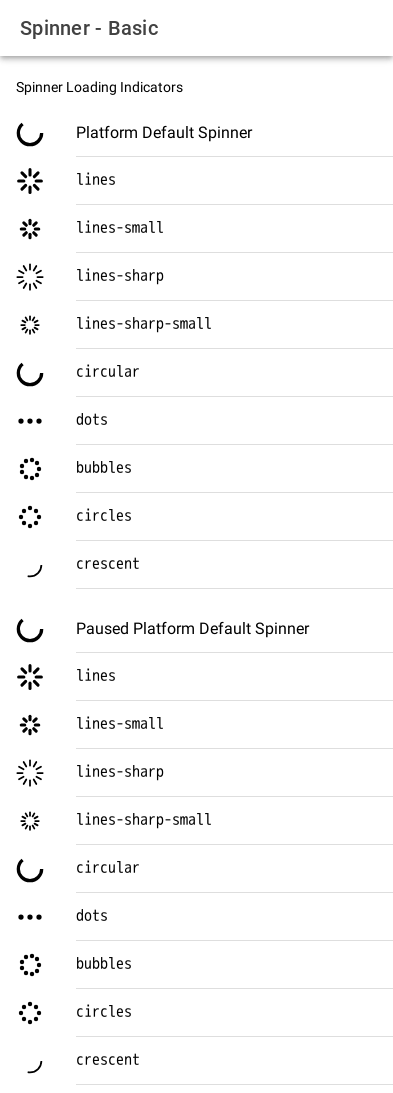 Spinner - Basic
Spinner Loading Indicators
Platform Default Spinner
lines
lines-small
lines-sharp
lines-sharp-small
circular
dots
bubbles
circles
crescent
Paused Platform Default Spinner
lines
lines-small
lines-sharp
lines-sharp-small
circular
dots
bubbles
circles
crescent